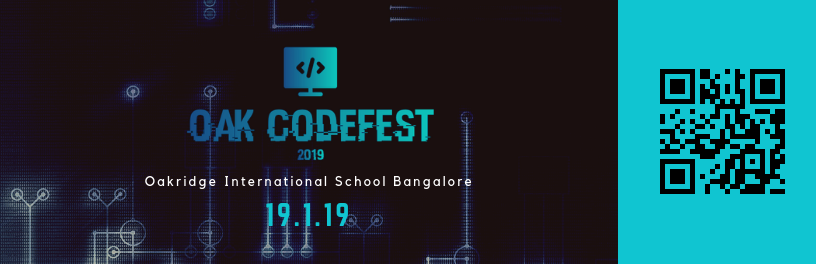 </>
OAK CODEFEST
2019
Oakridge International School Bangalore
19.1.19